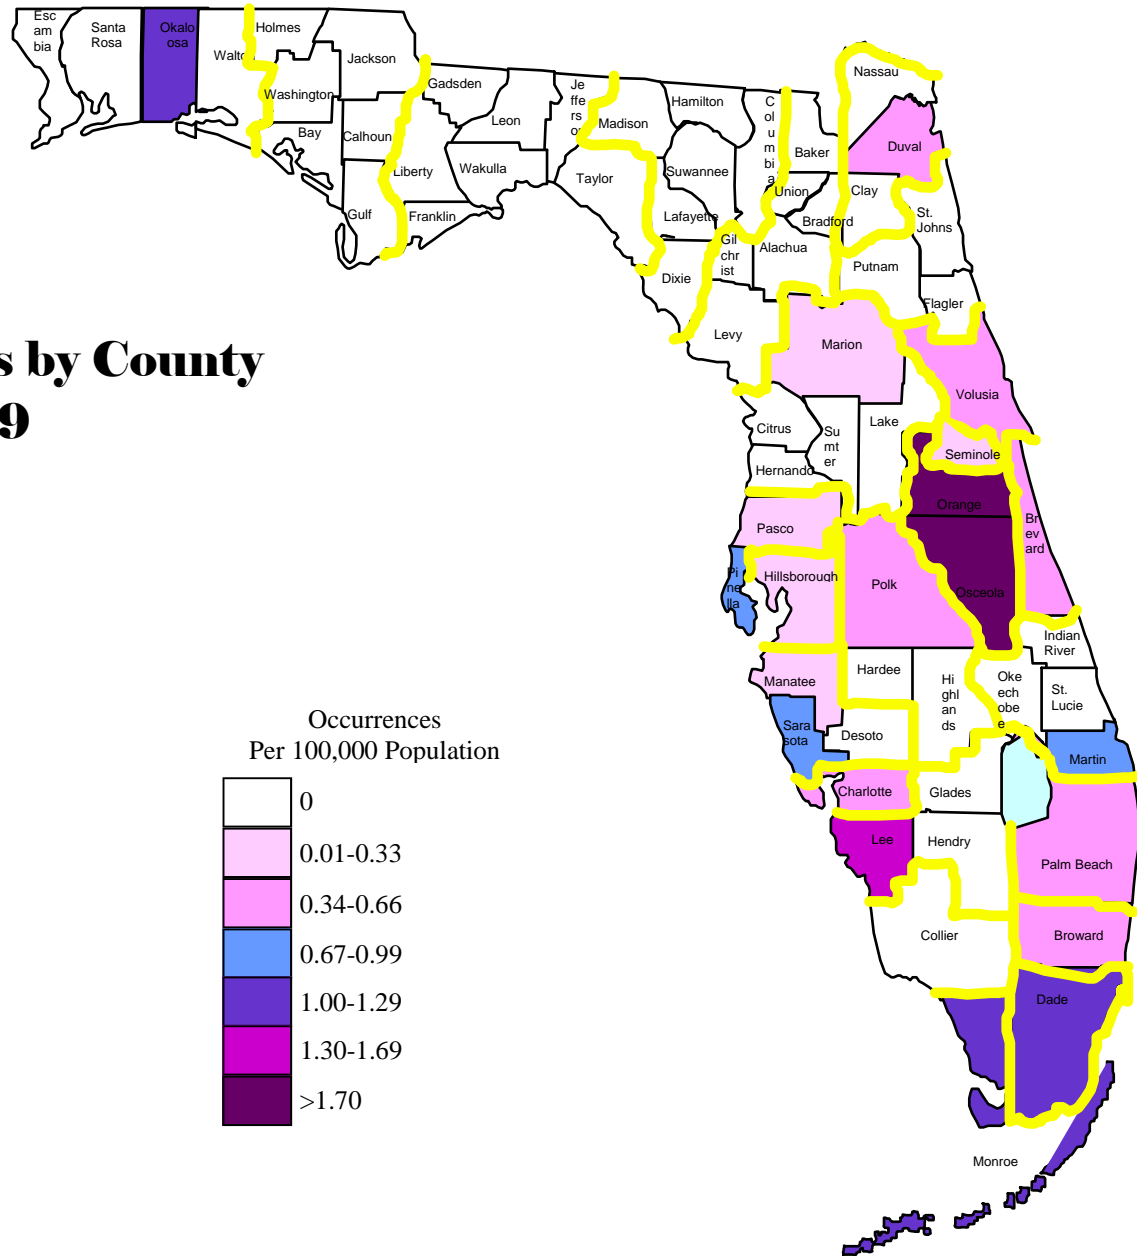 Esc
am
bia
Santa
Rosa
Okalo
osa
Walto
Holmes
Washington
Jackson
Bay
Calhoun
Gulf
Gadsden
Liberty
Franklin
Leon
Wakulla
Je
ffe
rs
o
Madison
Taylor
Hamilton
Suwannee
Lafayette
Dixie
C
o
l
u
m
bi
a
Baker
Union
Bradford
Gil
chr
ist
Alachua
Levy
Nassau
Duval
Clay
St.
Johns
Putnam
Flagler
Marion
Volusia
Citrus
Su
mt
er
Lake
Hernando
Seminole
Orange
Br
ev
ard
Pasco
Pi
ne
lla
Hillsborough
Polk
Osceola
Indian
River
Manatee
Hardee
Hi
ghl
an
ds
Oke
ech
obe
e
St.
Lucie
Sara
sota
Desoto
Martin
Charlotte
Glades
Lee
Hendry
Palm Beach
Collier
Broward
Dade
Monroe
s by County
9
Occurrences
Per 100,000 Population
0
0.01-0.33
0.34-0.66
0.67-0.99
1.00-1.29
1.30-1.69
>1.70